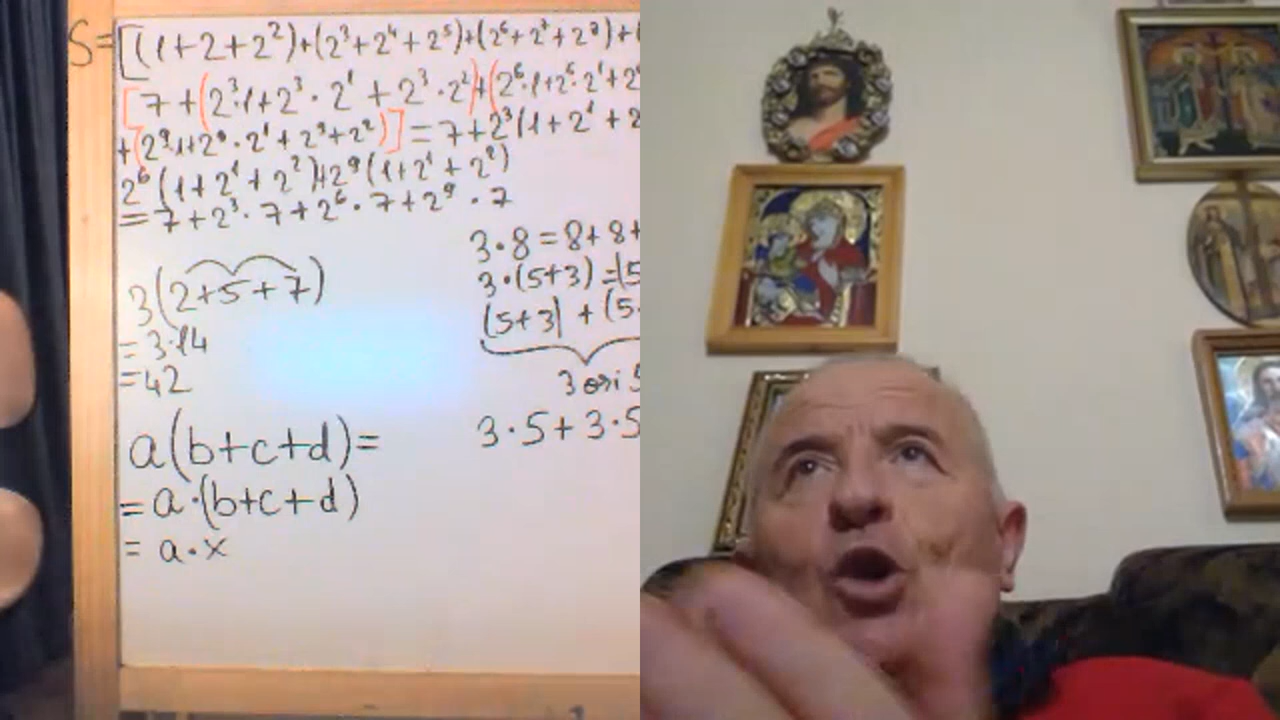 S=[(1+2+2²)+(2³+2⁴+2⁵)+(2⁶+2⁷+2⁸)+(
[7+(2³·1+2³·2¹+2³·2²)+(2⁶·1+2⁶·2¹+2
+(2⁹·1+2⁹·2¹+2⁹+2²)]=7+2³(1+2¹+2
2⁶(1+2¹+2²)+2⁹(1+2¹+2²)
=7+2³·7+2⁶·7+2⁹·7
3(2+5+7)
=3·14
=42
a(b+c+d)=
=a·(b+c+d)
=a·x
3·8=8+8+
3·(5+3)=(5
(5+3)+(5
3 ori 5
3·5+3·5